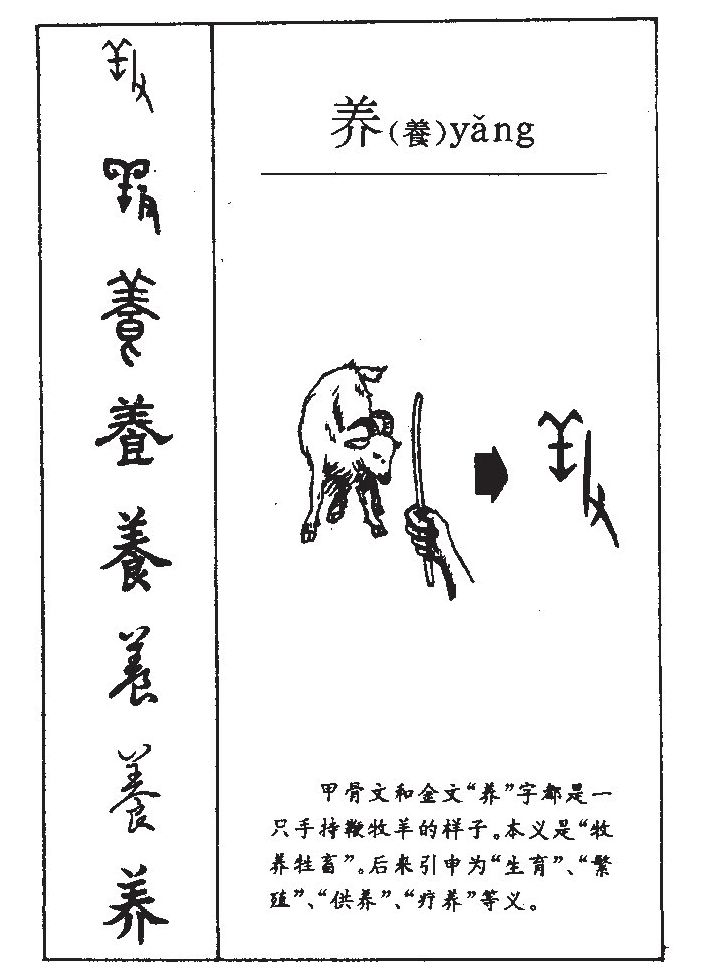 养(養)yǎng
養
養
養
養
養
养
甲骨文和金文“养”字都是一
只手持鞭牧羊的样子。本义是“牧
养牲畜”。后来引申为“生育”、“繁
殖”、“供养”、“疗养”等义。